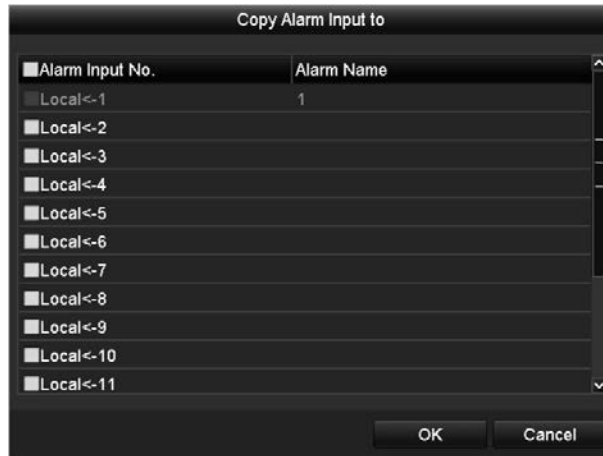 Copy Alarm Input to
Alarm Input No. Alarm Name
Local<-1 1
Local<-2
Local<-3
Local<-4
Local<-5
Local<-6
Local<-7
Local<-8
Local<-9
Local<-10
Local<-11
OK Cancel